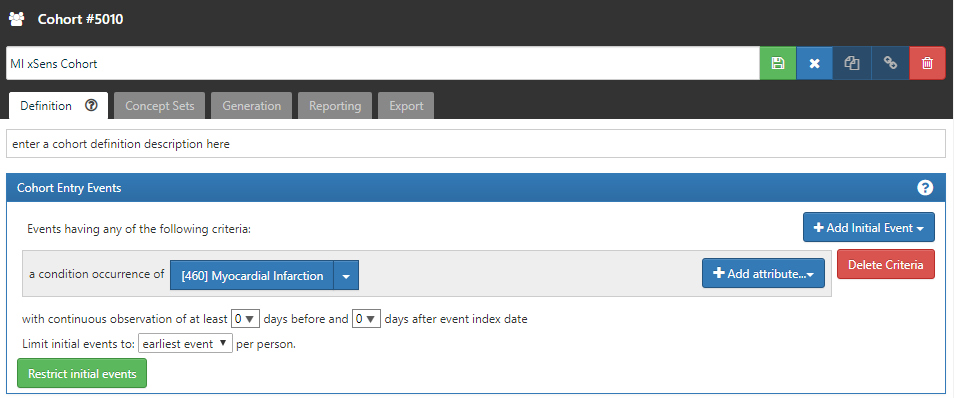 Cohort #5010
MI xSens Cohort
Definition ? Concept Sets Generation Reporting Export
enter a cohort definition description here
Cohort Entry Events ?
Events having any of the following criteria: + Add Initial Event
a condition occurrence of [460] Myocardial Infarction + Add attribute... Delete Criteria
with continuous observation of at least 0 days before and 0 days after event index date
Limit initial events to: earliest event per person.
Restrict initial events